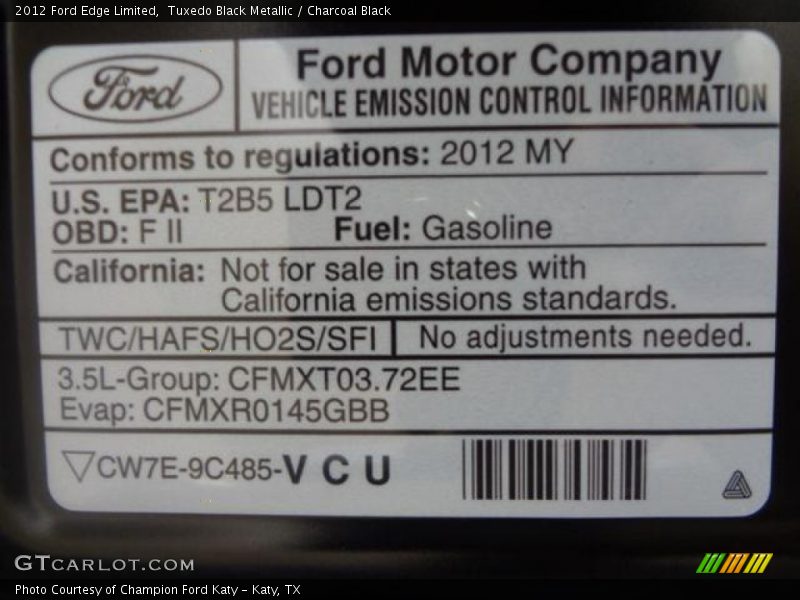 2012 Ford Edge Limited,  Tuxedo Black Metallic / Charcoal Black
Ford
Ford Motor Company
VEHICLE EMISSION CONTROL INFORMATION
Conforms to regulations: 2012 MY
U.S. EPA: T2B5 LDT2
OBD: F II Fuel: Gasoline
California: Not for sale in states with
California emissions standards.
TWC/HAFS/HO2S/SFI No adjustments needed.
3.5L-Group: CFMXT03.72EE
Evap: CFMXR0145GBB
CW7E-9C485-V C U
GTCARLOT.COM
Photo Courtesy of Champion Ford Katy – Katy, TX